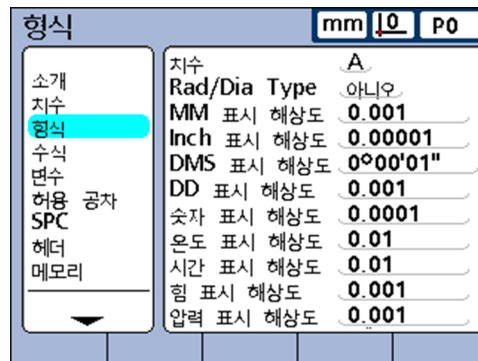 형식
mm 0 P0
소개
치수
형식
수식
변수
허용 공차
SPC
헤더
메모리
치수 A
Rad/Dia Type 아니오
MM 표시 해상도 0.001
Inch 표시 해상도 0.00001
DMS 표시 해상도 0°00'01"
DD 표시 해상도 0.001
숫자 표시 해상도 0.0001
온도 표시 해상도 0.01
시간 표시 해상도 0.01
힘 표시 해상도 0.001
압력 표시 해상도 0.001